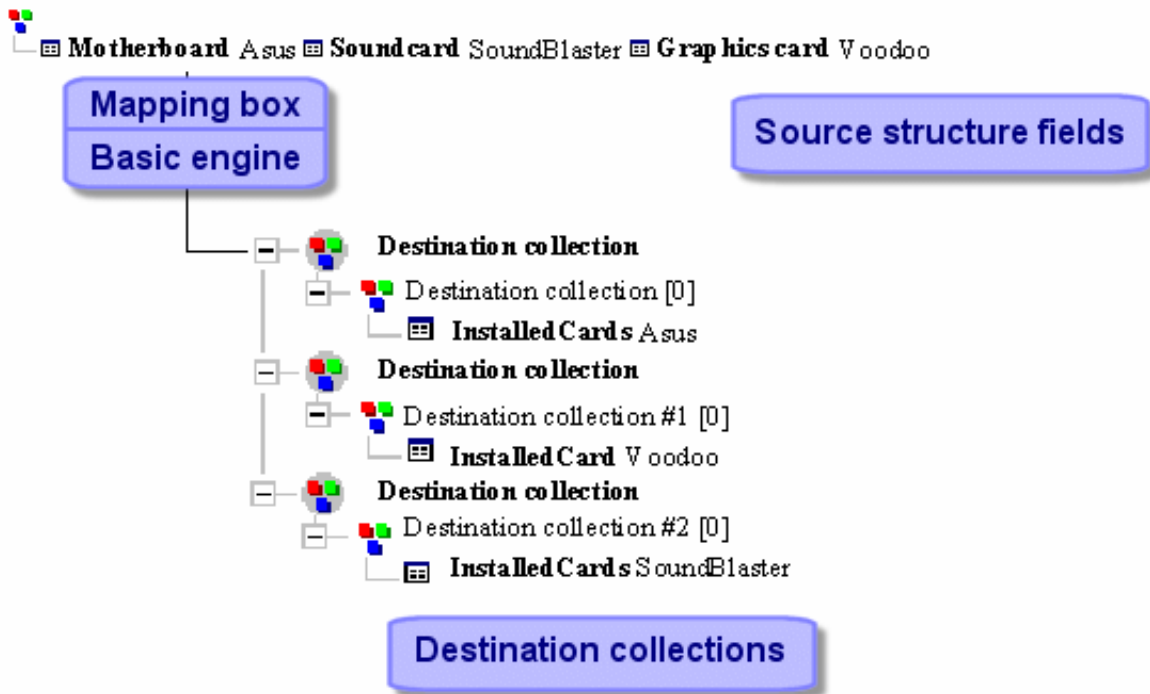 Motherboard Asus Soundcard SoundBlaster Graphics card Voodoo
Mapping box
Basic engine
Source structure fields
Destination collection
Destination collection [0]
InstalledCards Asus
Destination collection
Destination collection #1 [0]
InstalledCard Voodoo
Destination collection
Destination collection #2 [0]
InstalledCards SoundBlaster
Destination collections